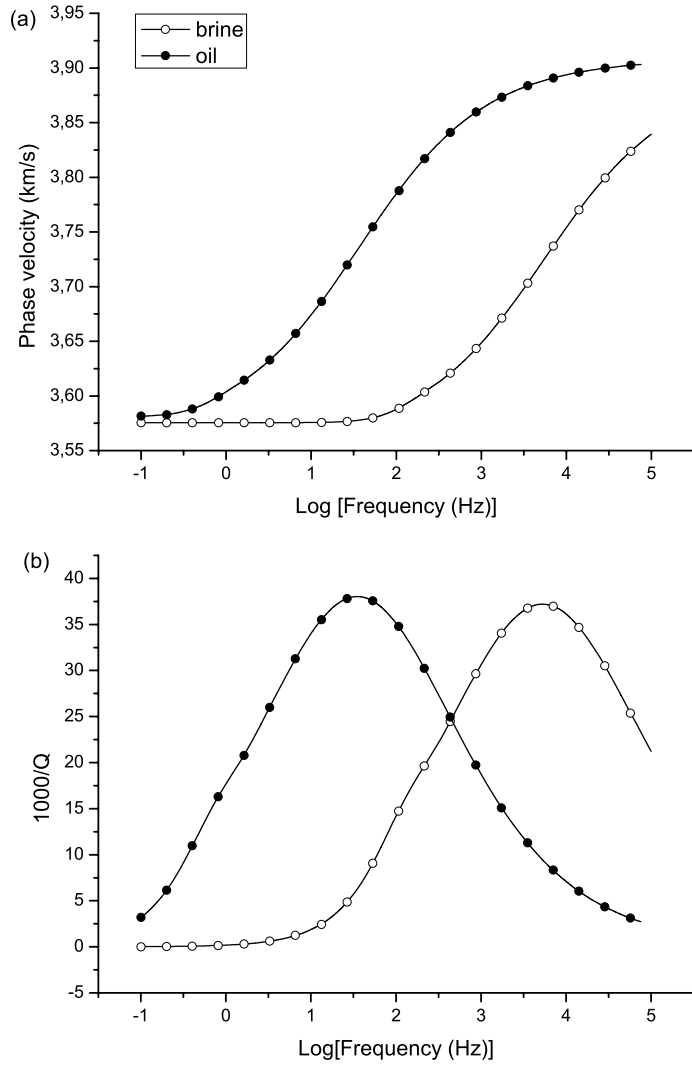 (a)
3,95
3,90
3,85
3,80
3,75
3,70
3,65
3,60
3,55
Phase velocity (km/s)
brine
oil
-1 0 1 2 3 4 5
Log [Frequency (Hz)]
(b)
40
35
30
25
20
15
10
5
0
-5
1000/Q
-1 0 1 2 3 4 5
Log[Frequency (Hz)]